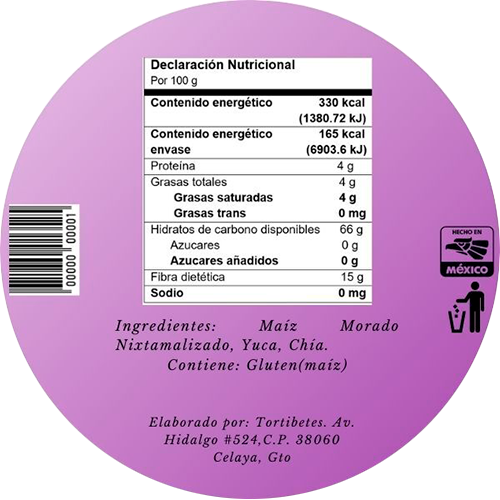 Declaración Nutricional
Por 100 g
Contenido energético 330 kcal
(1380.72 kJ)
Contenido energético 165 kcal
envase (6903.6 kJ)
Proteína 4 g
Grasas totales 4 g
Grasas saturadas 4 g
Grasas trans 0 mg
Hidratos de carbono disponibles 66 g
Azucares 0 g
Azucares añadidos 0 g
Fibra dietética 15 g
Sodio 0 mg
00000 00001
HECHO EN
MÉXICO
Ingredientes: Maíz Morado
Nixtamalizado, Yuca, Chía.
Contiene: Gluten(maíz)
Elaborado por: Tortibetes. Av.
Hidalgo #524,C.P. 38060
Celaya, Gto